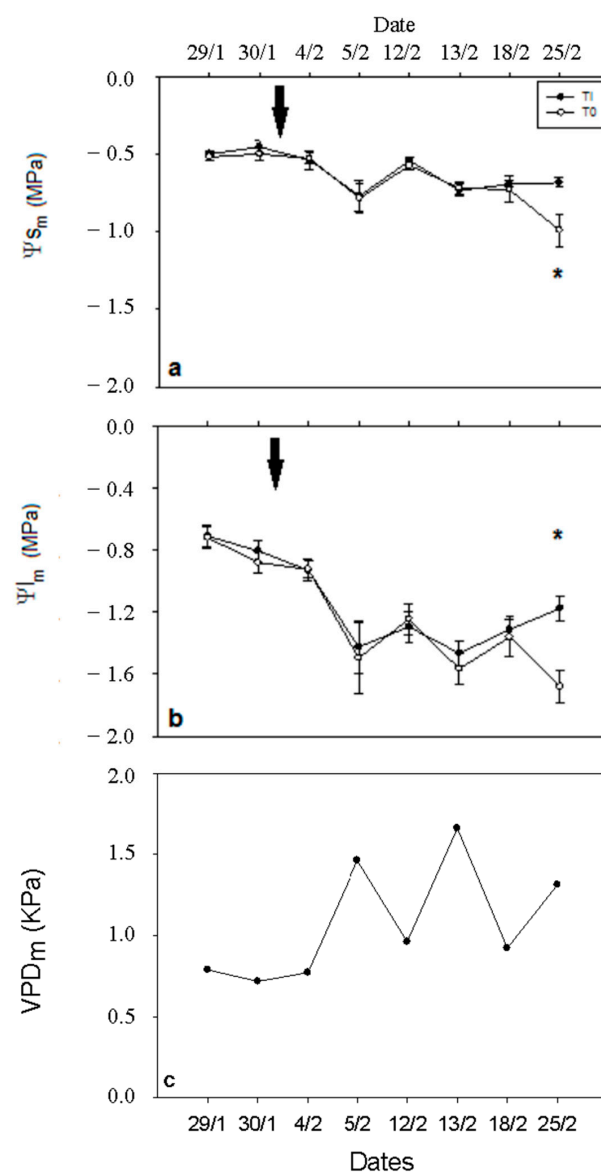 Date
29/1 30/1 4/2 5/2 12/2 13/2 18/2 25/2
0.0
TI
T0
− 0.5
− 1.0
− 1.5
− 2.0
Ψsm (MPa)
*
a
0.0
− 0.4
− 0.8
− 1.2
− 1.6
− 2.0
Ψlm (MPa)
*
b
2.0
1.5
1.0
0.5
0.0
VPDm (KPa)
c
29/1 30/1 4/2 5/2 12/2 13/2 18/2 25/2
Dates